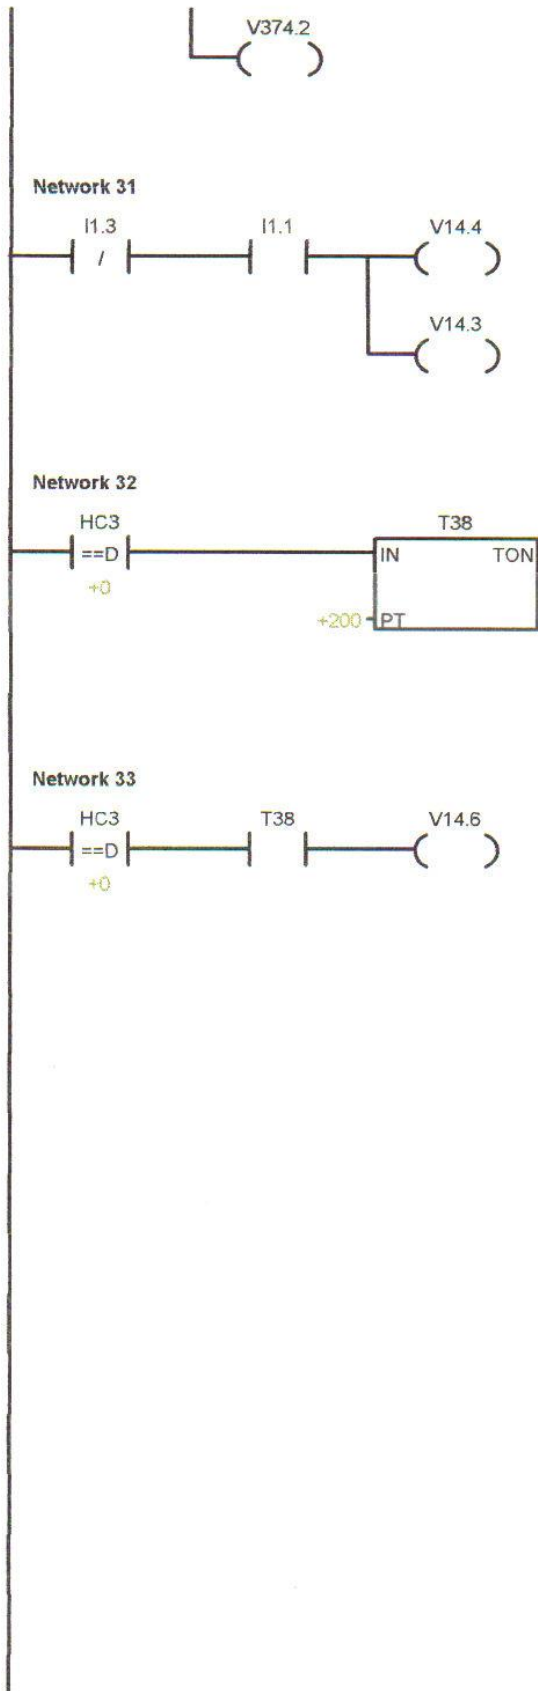 V374.2
Network 31
I1.3 I1.1 V14.4
/
V14.3
Network 32
HC3 T38
==D IN TON
+0
+200 PT
Network 33
HC3 T38 V14.6
==D
+0